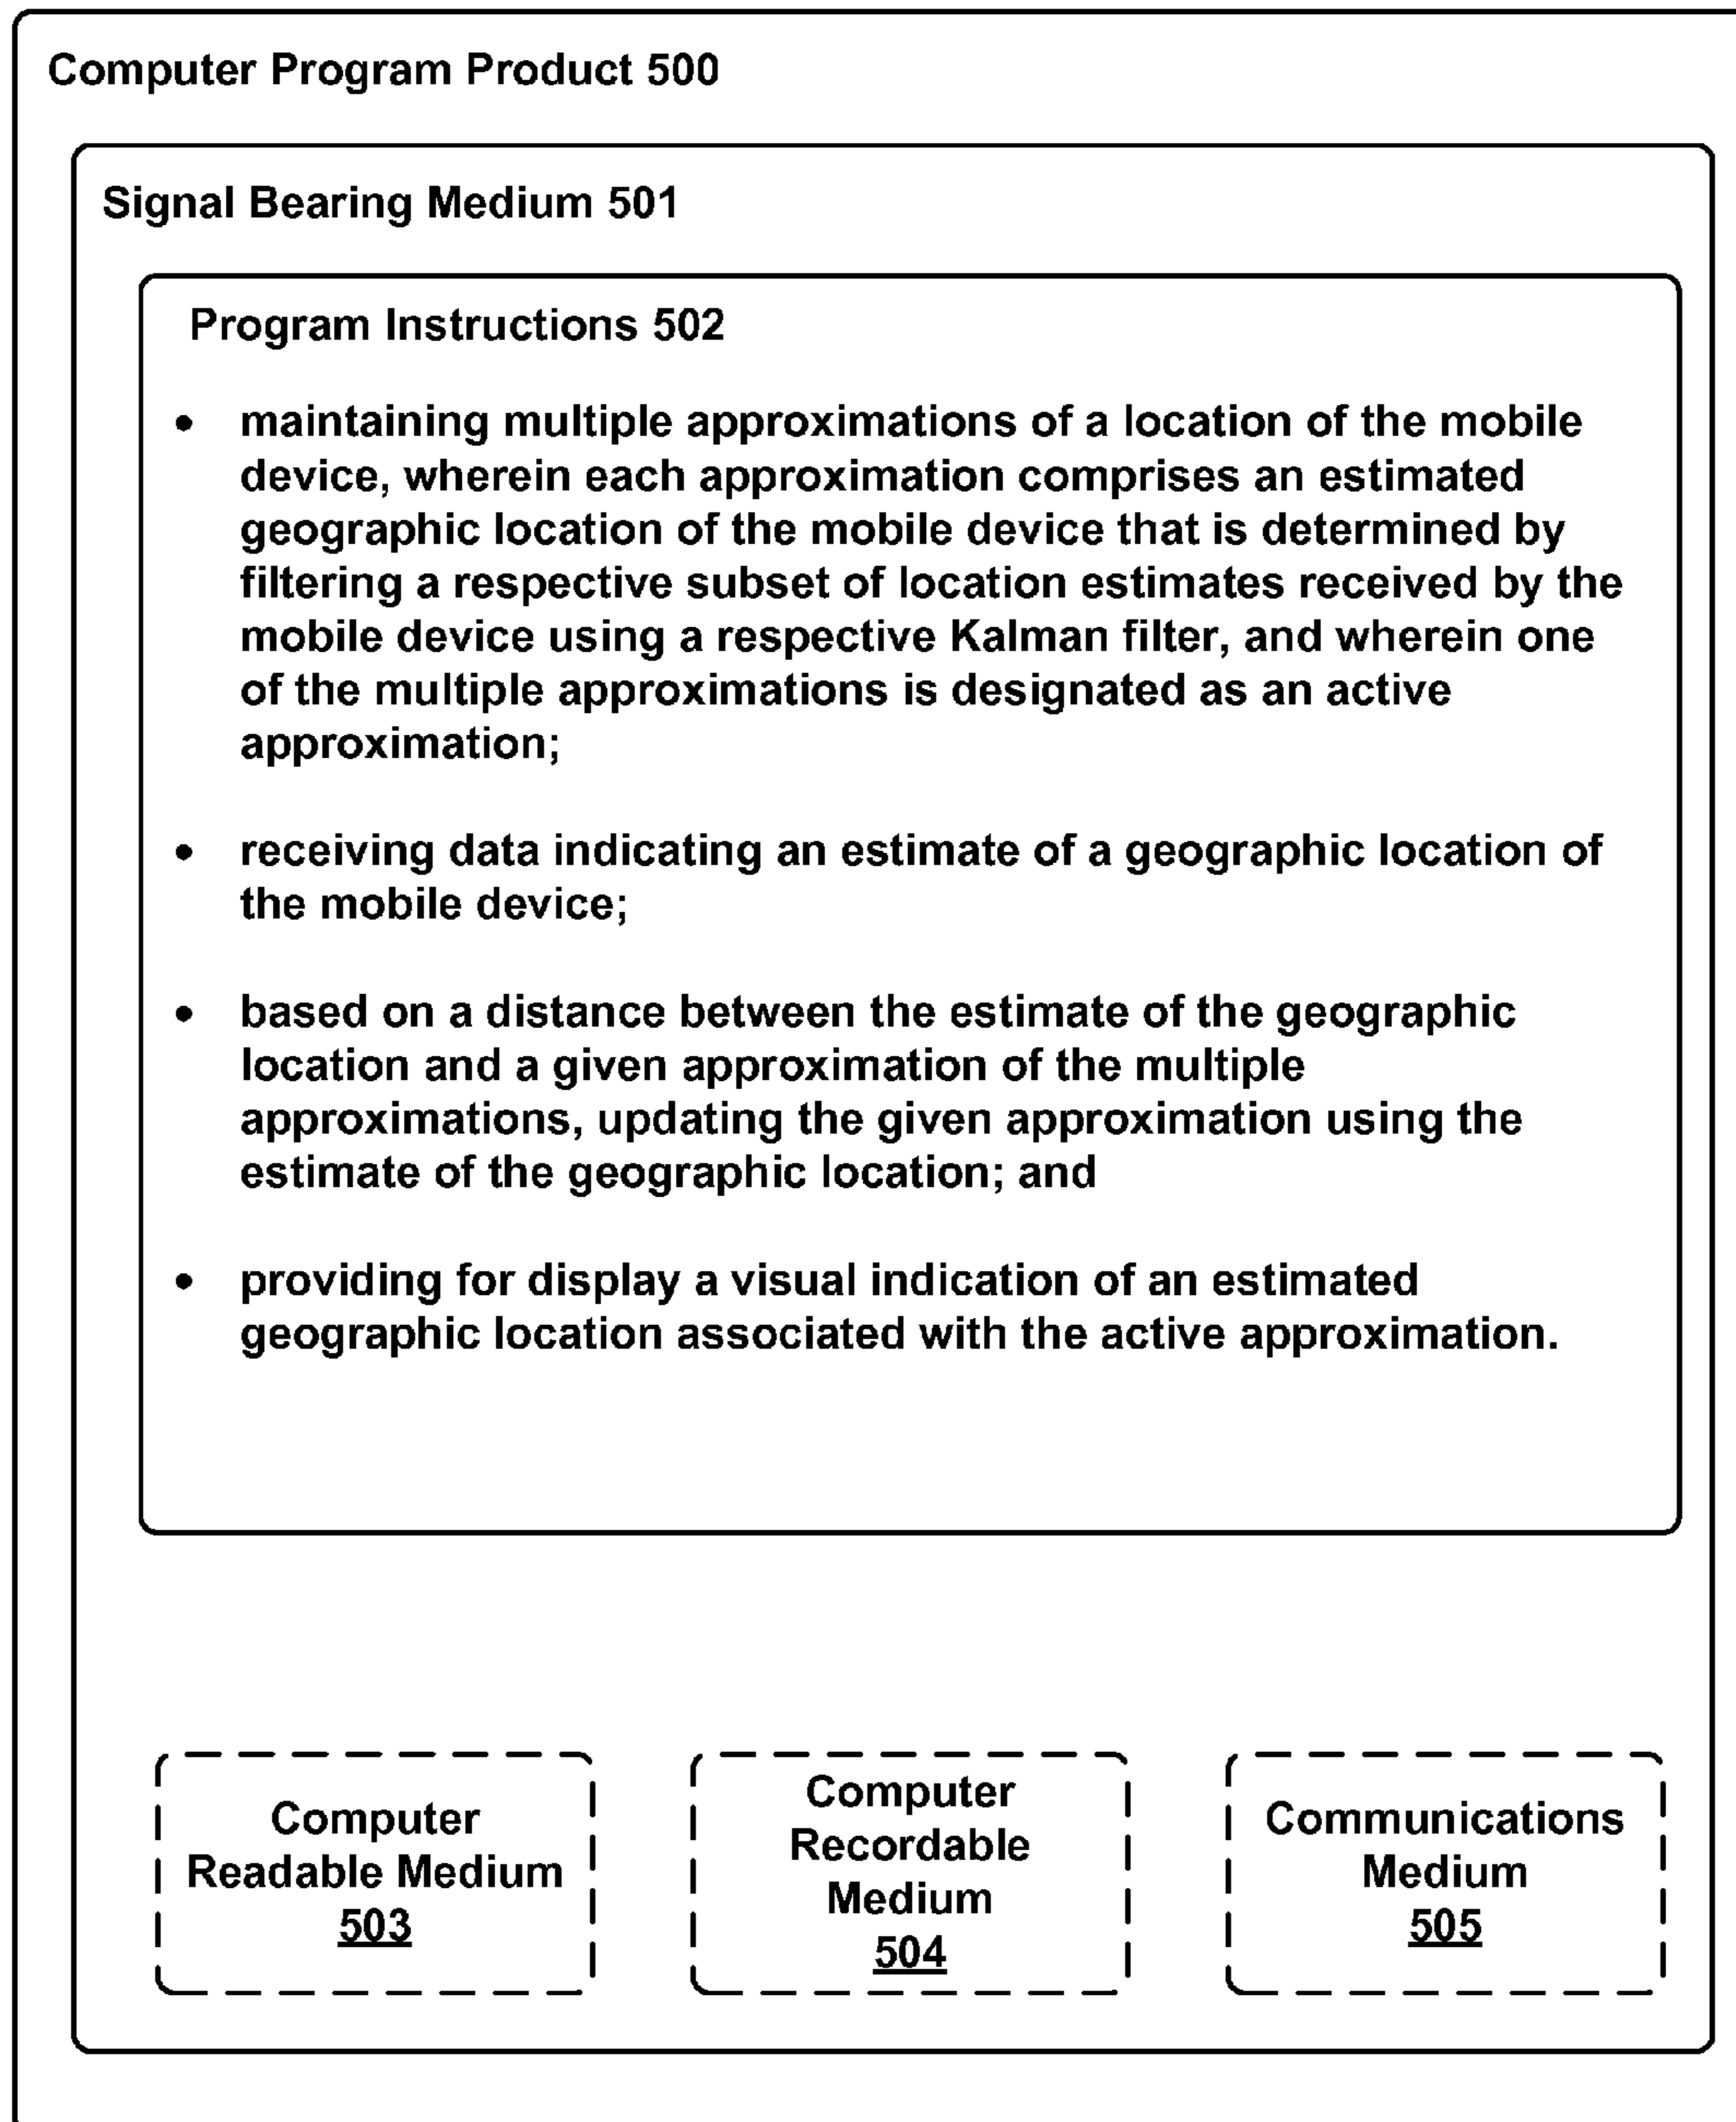 Computer Program Product 500
Signal Bearing Medium 501
Program Instructions 502
• maintaining multiple approximations of a location of the mobile
device, wherein each approximation comprises an estimated
geographic location of the mobile device that is determined by
filtering a respective subset of location estimates received by the
mobile device using a respective Kalman filter, and wherein one
of the multiple approximations is designated as an active
approximation;
• receiving data indicating an estimate of a geographic location of
the mobile device;
• based on a distance between the estimate of the geographic
location and a given approximation of the multiple
approximations, updating the given approximation using the
estimate of the geographic location; and
• providing for display a visual indication of an estimated
geographic location associated with the active approximation.
Computer
Readable Medium
503
Computer
Recordable
Medium
504
Communications
Medium
505